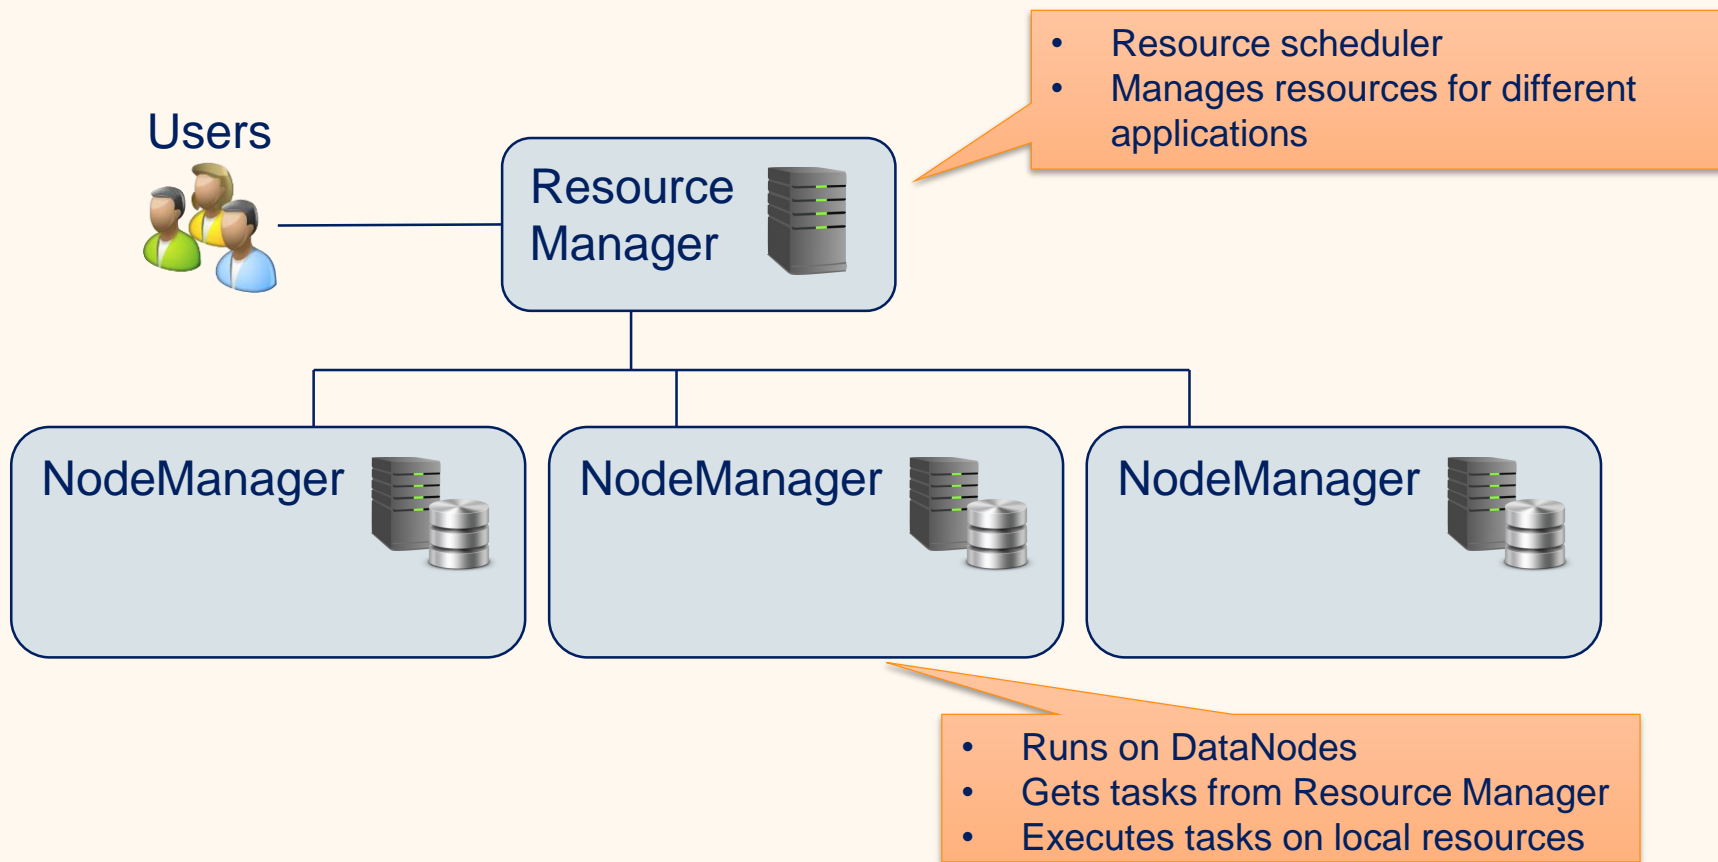 • Resource scheduler
• Manages resources for different
applications
Users
Resource
Manager
NodeManager
NodeManager
NodeManager
• Runs on DataNodes
• Gets tasks from Resource Manager
• Executes tasks on local resources